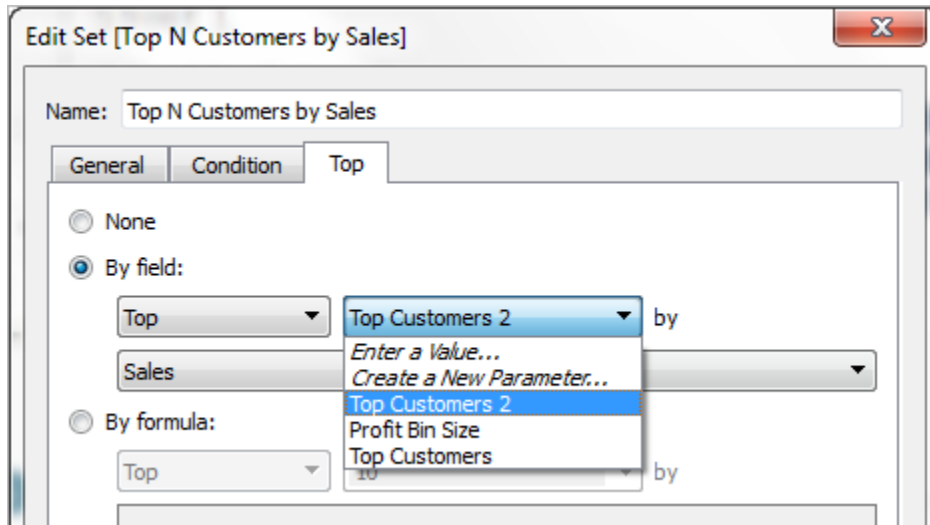 Edit Set [Top N Customers by Sales]
Name: Top N Customers by Sales
General Condition Top
None
By field:
Top Top Customers 2 by
Enter a Value...
Sales
Create a New Parameter...
Top Customers 2
By formula:
Profit Bin Size
Top Customers
Top 10 by